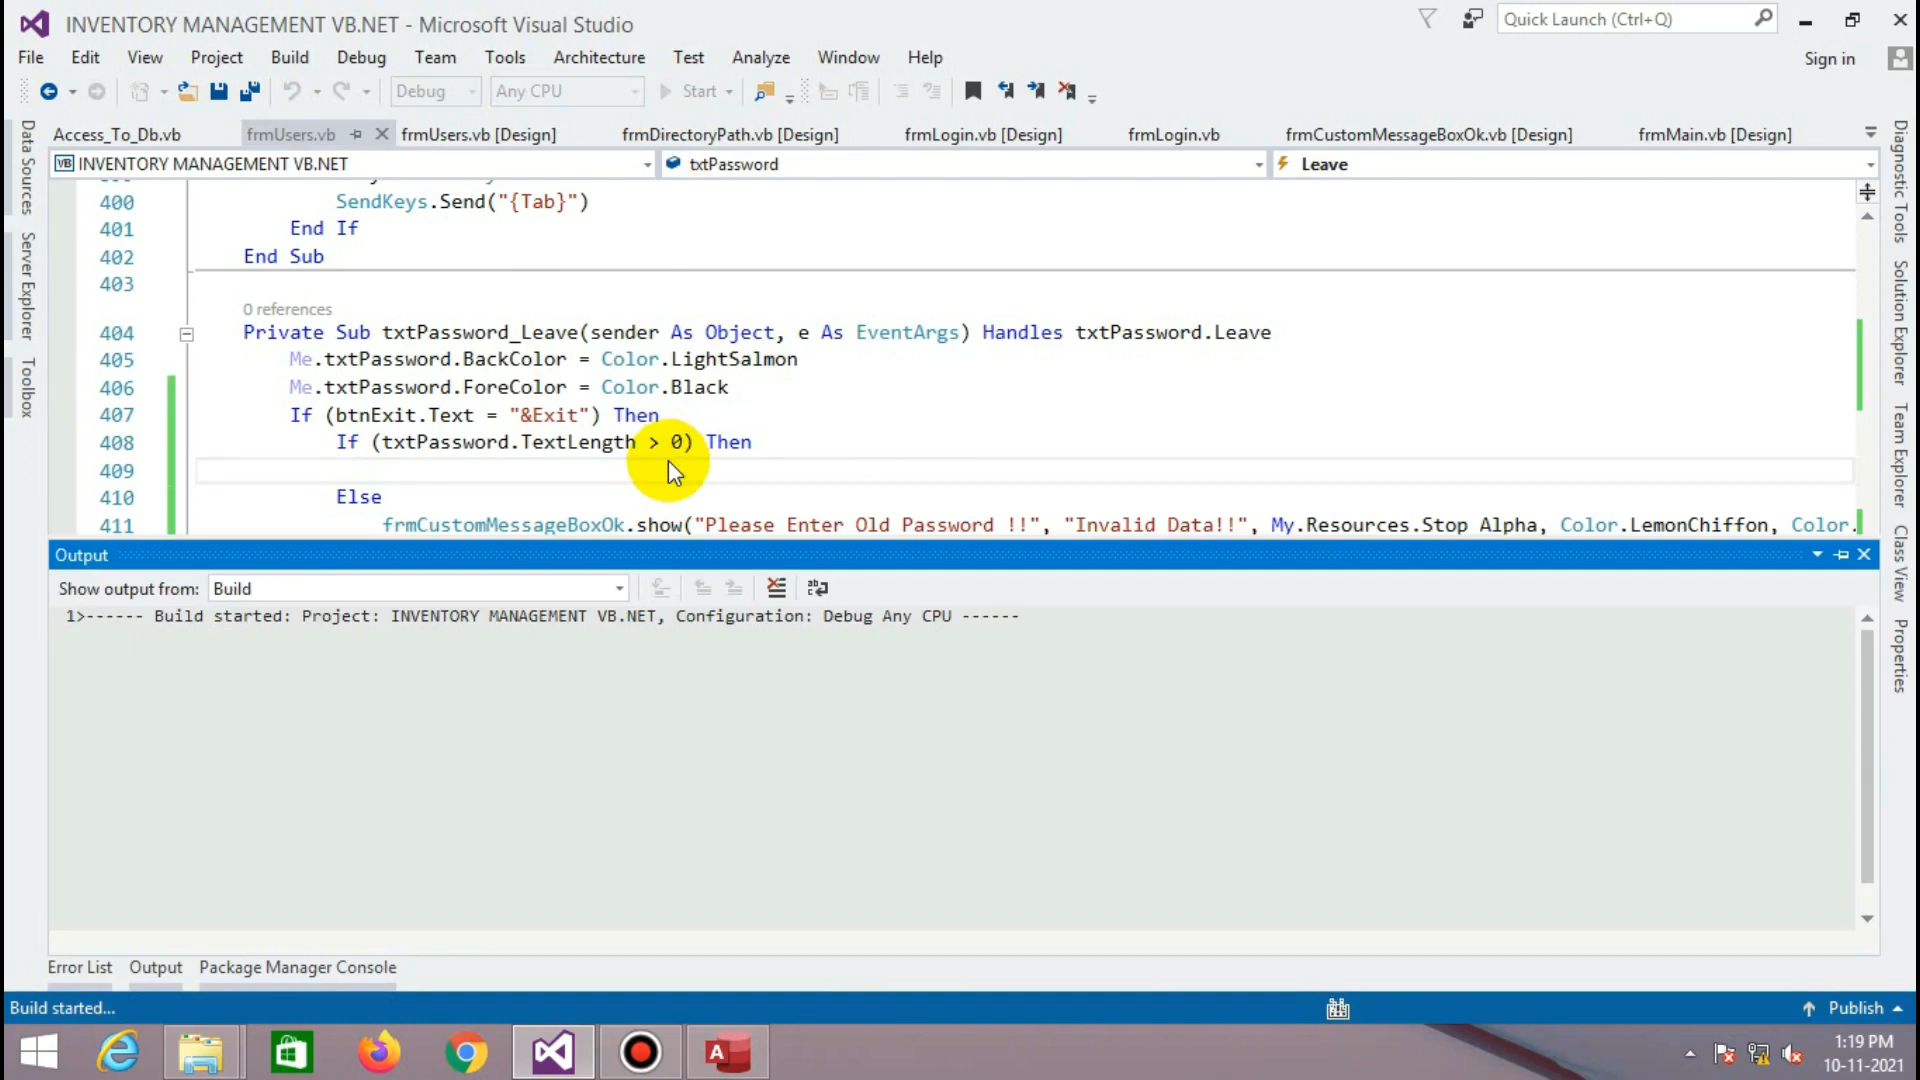 INVENTORY MANAGEMENT VB.NET - Microsoft Visual Studio
Quick Launch (Ctrl+Q)
File Edit View Project Build Debug Team Tools Architecture Test Analyze Window Help
Sign in
Debug Any CPU Start
Access_To_Db.vb frmUsers.vb frmUsers.vb [Design] frmDirectoryPath.vb [Design] frmLogin.vb [Design] frmLogin.vb frmCustomMessageBoxOk.vb [Design] frmMain.vb [Design]
VB INVENTORY MANAGEMENT VB.NET txtPassword Leave
400 SendKeys.Send("{Tab}")
401 End If
402 End Sub
403
0 references
404 Private Sub txtPassword_Leave(sender As Object, e As EventArgs) Handles txtPassword.Leave
405 Me.txtPassword.BackColor = Color.LightSalmon
406 Me.txtPassword.ForeColor = Color.Black
407 If (btnExit.Text = "&Exit") Then
408 If (txtPassword.TextLength > 0) Then
409
410 Else
411 frmCustomMessageBoxOk.show("Please Enter Old Password !!", "Invalid Data!!", My.Resources.Stop_Alpha, Color.LemonChiffon, Color.
Output
Show output from: Build
1>------ Build started: Project: INVENTORY MANAGEMENT VB.NET, Configuration: Debug Any CPU ------
Error List Output Package Manager Console
Build started...
Publish
Data Sources
Server Explorer
Toolbox
Diagnostic Tools
Solution Explorer
Team Explorer
Class View
Properties
1:19 PM
10-11-2021